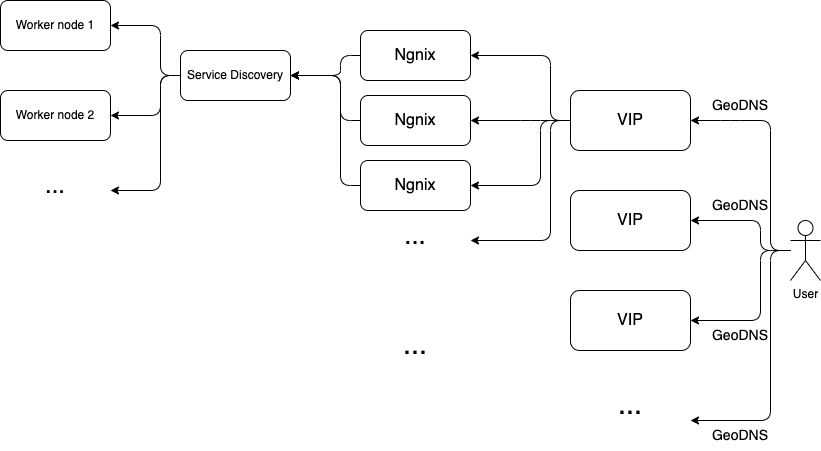 Worker node 1
Worker node 2
...
Service Discovery
Ngnix
Ngnix
Ngnix
...
...
VIP
VIP
VIP
...
GeoDNS
GeoDNS
GeoDNS
GeoDNS
User